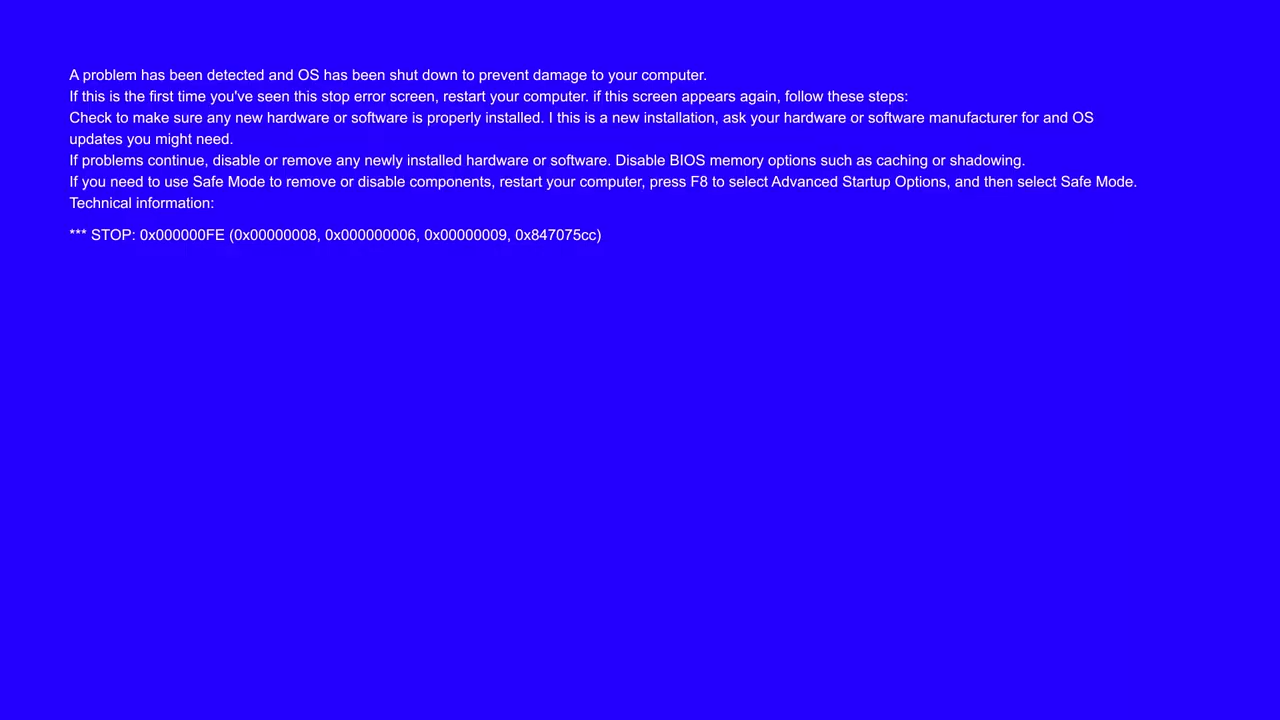 A problem has been detected and OS has been shut down to prevent damage to your computer.
If this is the first time you've seen this stop error screen, restart your computer. if this screen appears again, follow these steps:
Check to make sure any new hardware or software is properly installed. I this is a new installation, ask your hardware or software manufacturer for and OS
updates you might need.
If problems continue, disable or remove any newly installed hardware or software. Disable BIOS memory options such as caching or shadowing.
If you need to use Safe Mode to remove or disable components, restart your computer, press F8 to select Advanced Startup Options, and then select Safe Mode.
Technical information:
*** STOP: 0x000000FE (0x00000008, 0x000000006, 0x00000009, 0x847075cc)